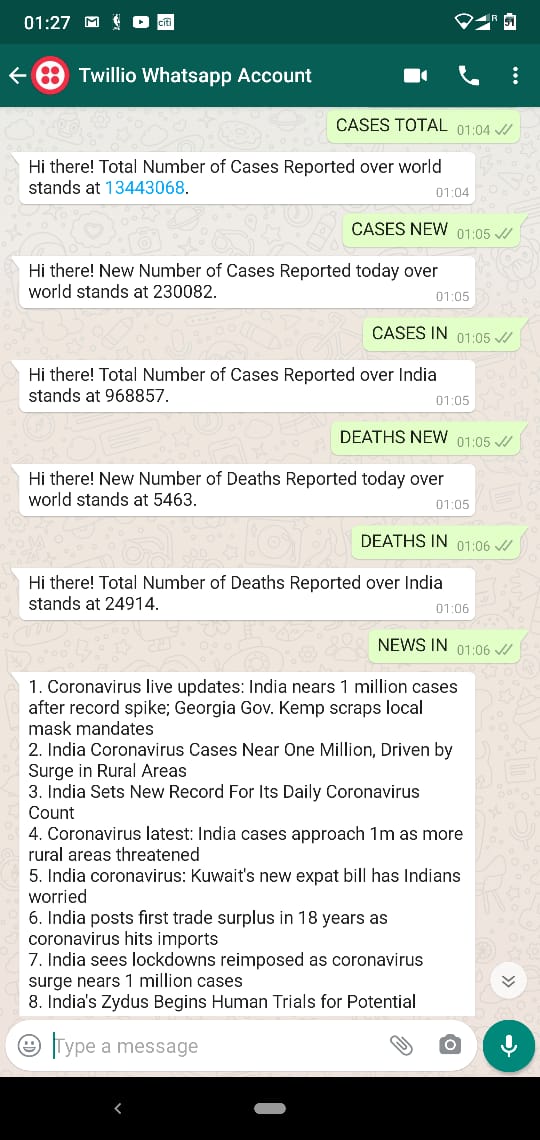 01:27
citi
R
51
Twillio Whatsapp Account
CASES TOTAL 01:04
Hi there! Total Number of Cases Reported over world
stands at 13443068.
01:04
CASES NEW 01:05
Hi there! New Number of Cases Reported today over
world stands at 230082.
01:05
CASES IN 01:05
Hi there! Total Number of Cases Reported over India
stands at 968857.
01:05
DEATHS NEW 01:05
Hi there! New Number of Deaths Reported today over
world stands at 5463.
01:05
DEATHS IN 01:06
Hi there! Total Number of Deaths Reported over India
stands at 24914.
01:06
NEWS IN 01:06
1. Coronavirus live updates: India nears 1 million cases
after record spike; Georgia Gov. Kemp scraps local
mask mandates
2. India Coronavirus Cases Near One Million, Driven by
Surge in Rural Areas
3. India Sets New Record For Its Daily Coronavirus
Count
4. Coronavirus latest: India cases approach 1m as more
rural areas threatened
5. India coronavirus: Kuwait's new expat bill has Indians
worried
6. India posts first trade surplus in 18 years as
coronavirus hits imports
7. India sees lockdowns reimposed as coronavirus
surge nears 1 million cases
8. India's Zydus Begins Human Trials for Potential
Type a message